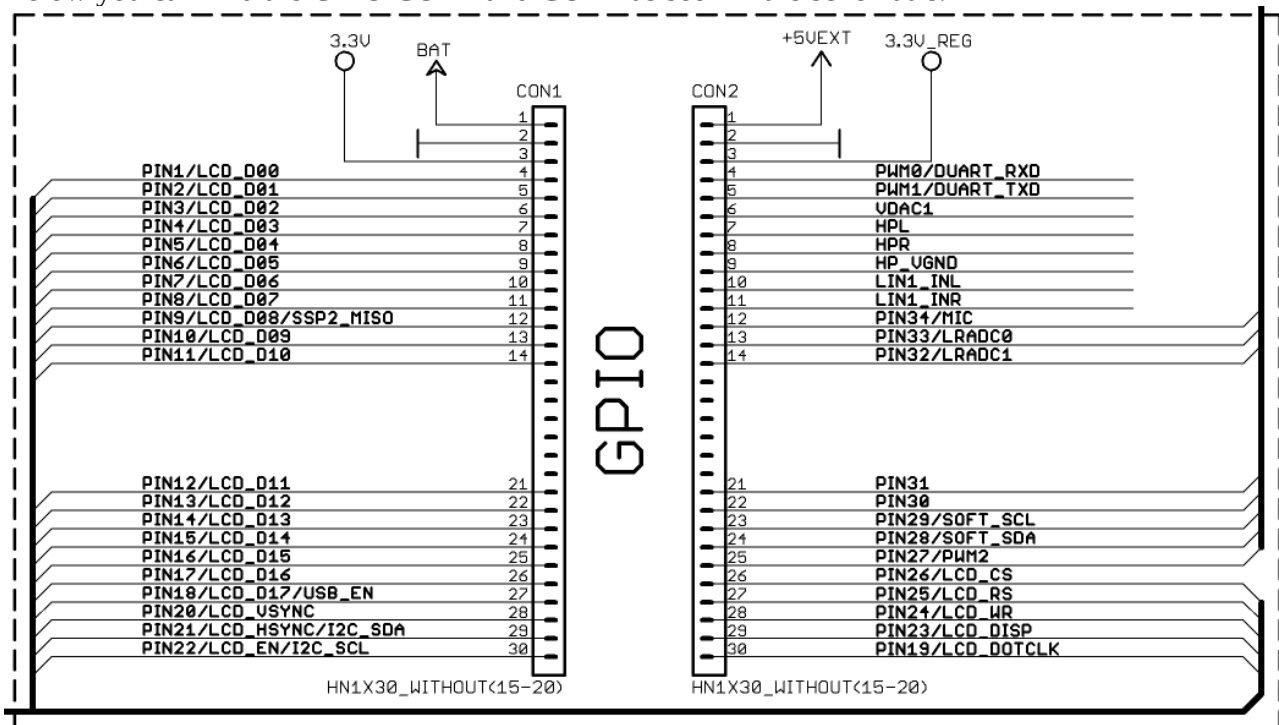 3.3V
BAT
+5VEXT
3.3V_REG
CON1
CON2
1
2
3
PIN1/LCD_D00 4
PIN2/LCD_D01 5
PIN3/LCD_D02 6
PIN4/LCD_D03 7
PIN5/LCD_D04 8
PIN6/LCD_D05 9
PIN7/LCD_D06 10
PIN8/LCD_D07 11
PIN9/LCD_D08/SSP2_MISO 12
PIN10/LCD_D09 13
PIN11/LCD_D10 14
PIN12/LCD_D11 21
PIN13/LCD_D12 22
PIN14/LCD_D13 23
PIN15/LCD_D14 24
PIN16/LCD_D15 25
PIN17/LCD_D16 26
PIN18/LCD_D17/USB_EN 27
PIN20/LCD_VSYNC 28
PIN21/LCD_HSYNC/I2C_SDA 29
PIN22/LCD_EN/I2C_SCL 30
HN1X30_WITHOUT(15-20)
GPIO
1
2
3
4 PWM0/DUART_RXD
5 PWM1/DUART_TXD
6 VDAC1
7 HPL
8 HPR
9 HP_VGND
10 LIN1_INL
11 LIN1_INR
12 PIN34/MIC
13 PIN33/LRADC0
14 PIN32/LRADC1
21 PIN31
22 PIN30
23 PIN29/SOFT_SCL
24 PIN28/SOFT_SDA
25 PIN27/PWM2
26 PIN26/LCD_CS
27 PIN25/LCD_RS
28 PIN24/LCD_WR
29 PIN23/LCD_DISP
30 PIN19/LCD_DOTCLK
HN1X30_WITHOUT(15-20)